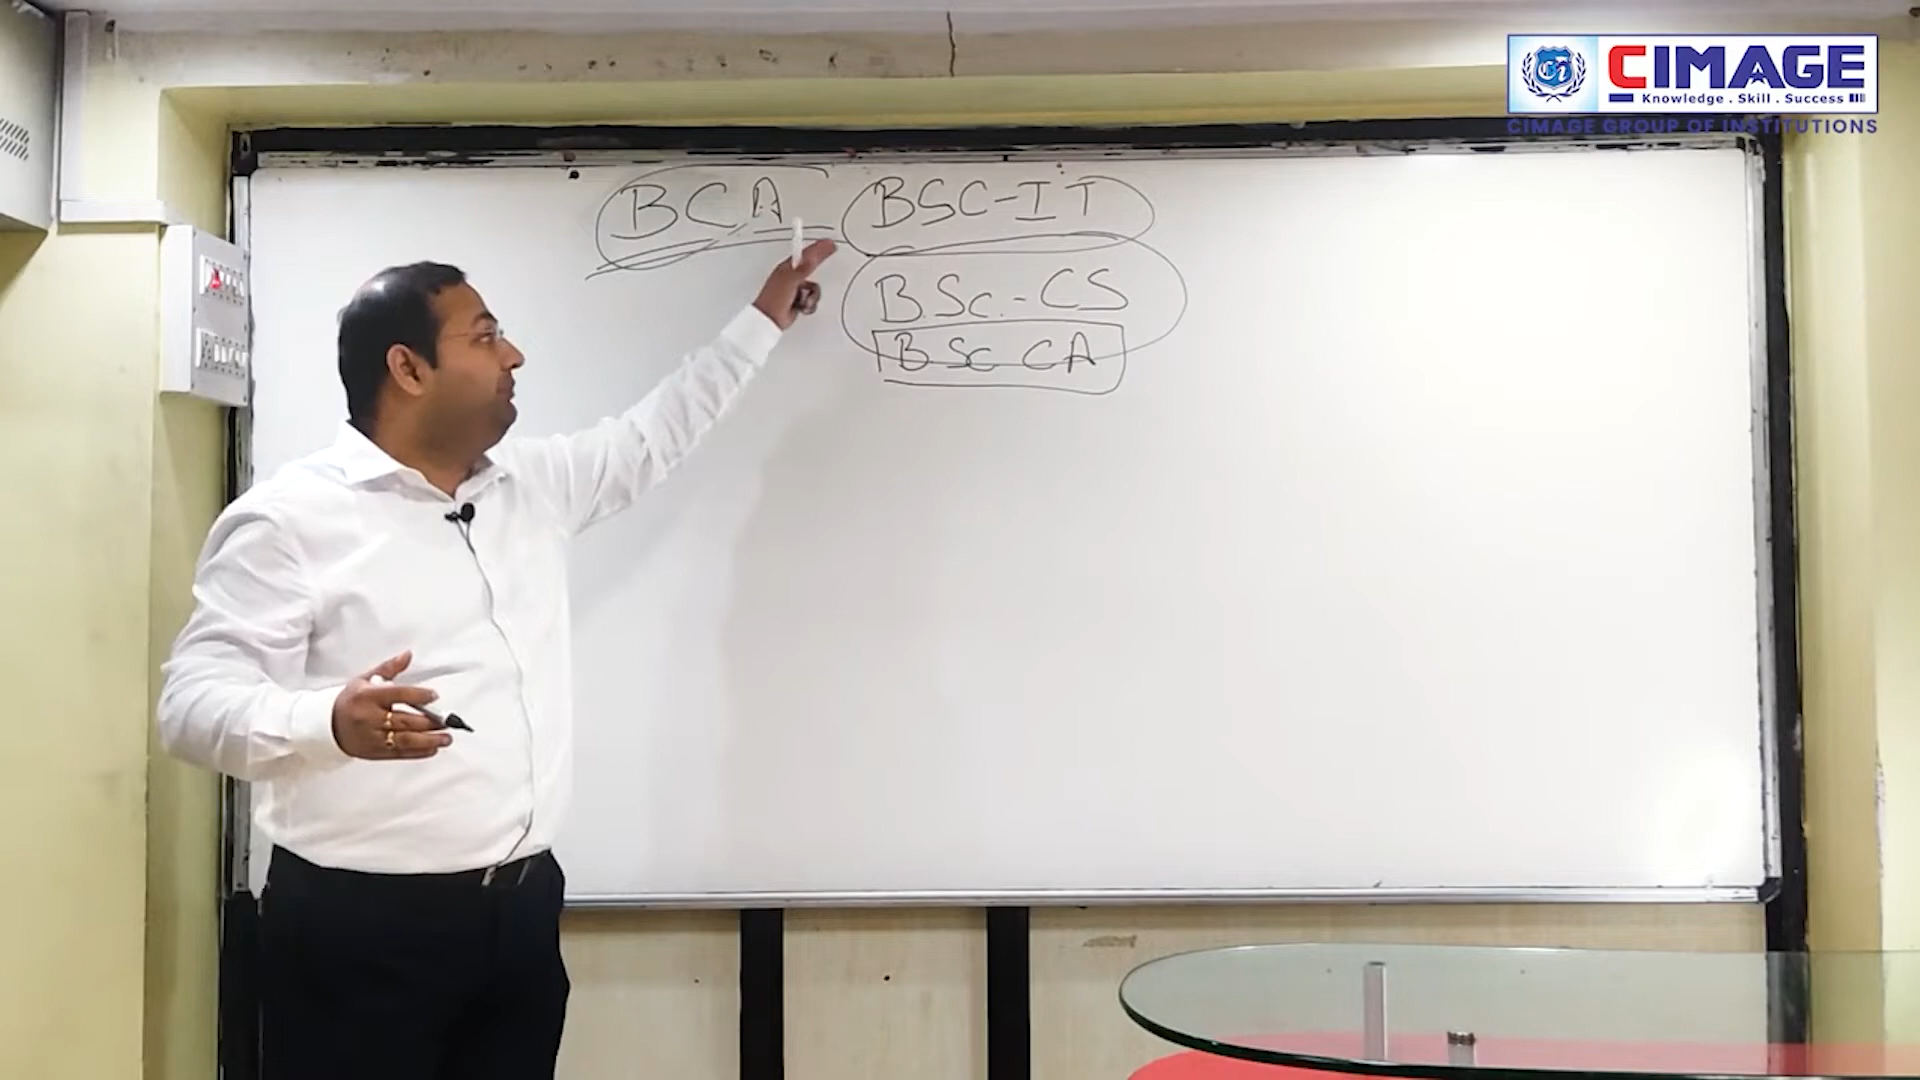 CIMAGE
Knowledge . Skill . Success
CIMAGE GROUP OF INSTITUTIONS
BCA BSC-IT
BSc.-CS
BSc CA